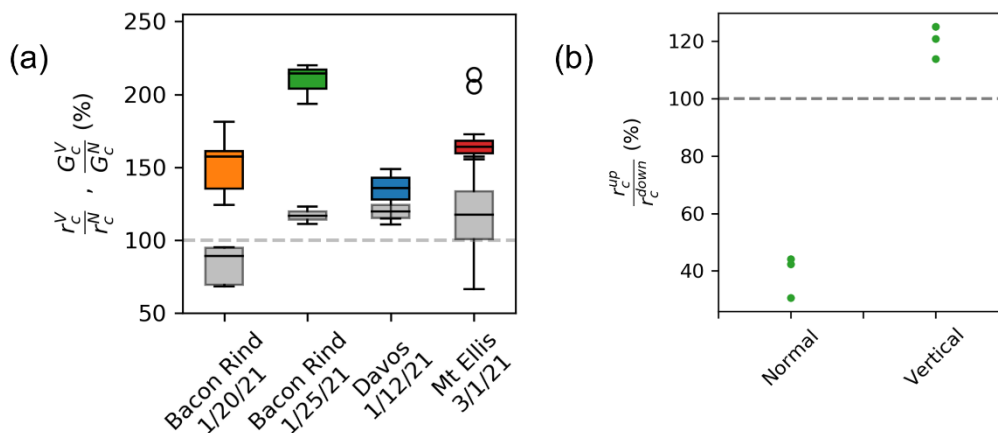 (a)
r_c^V / r_c^N , G_c^V / G_c^N (%)
250
200
150
100
50
Bacon Rind
1/20/21
Bacon Rind
1/25/21
Davos
1/12/21
Mt Ellis
3/1/21
(b)
r_c^up / r_c^down (%)
120
100
80
60
40
Normal
Vertical